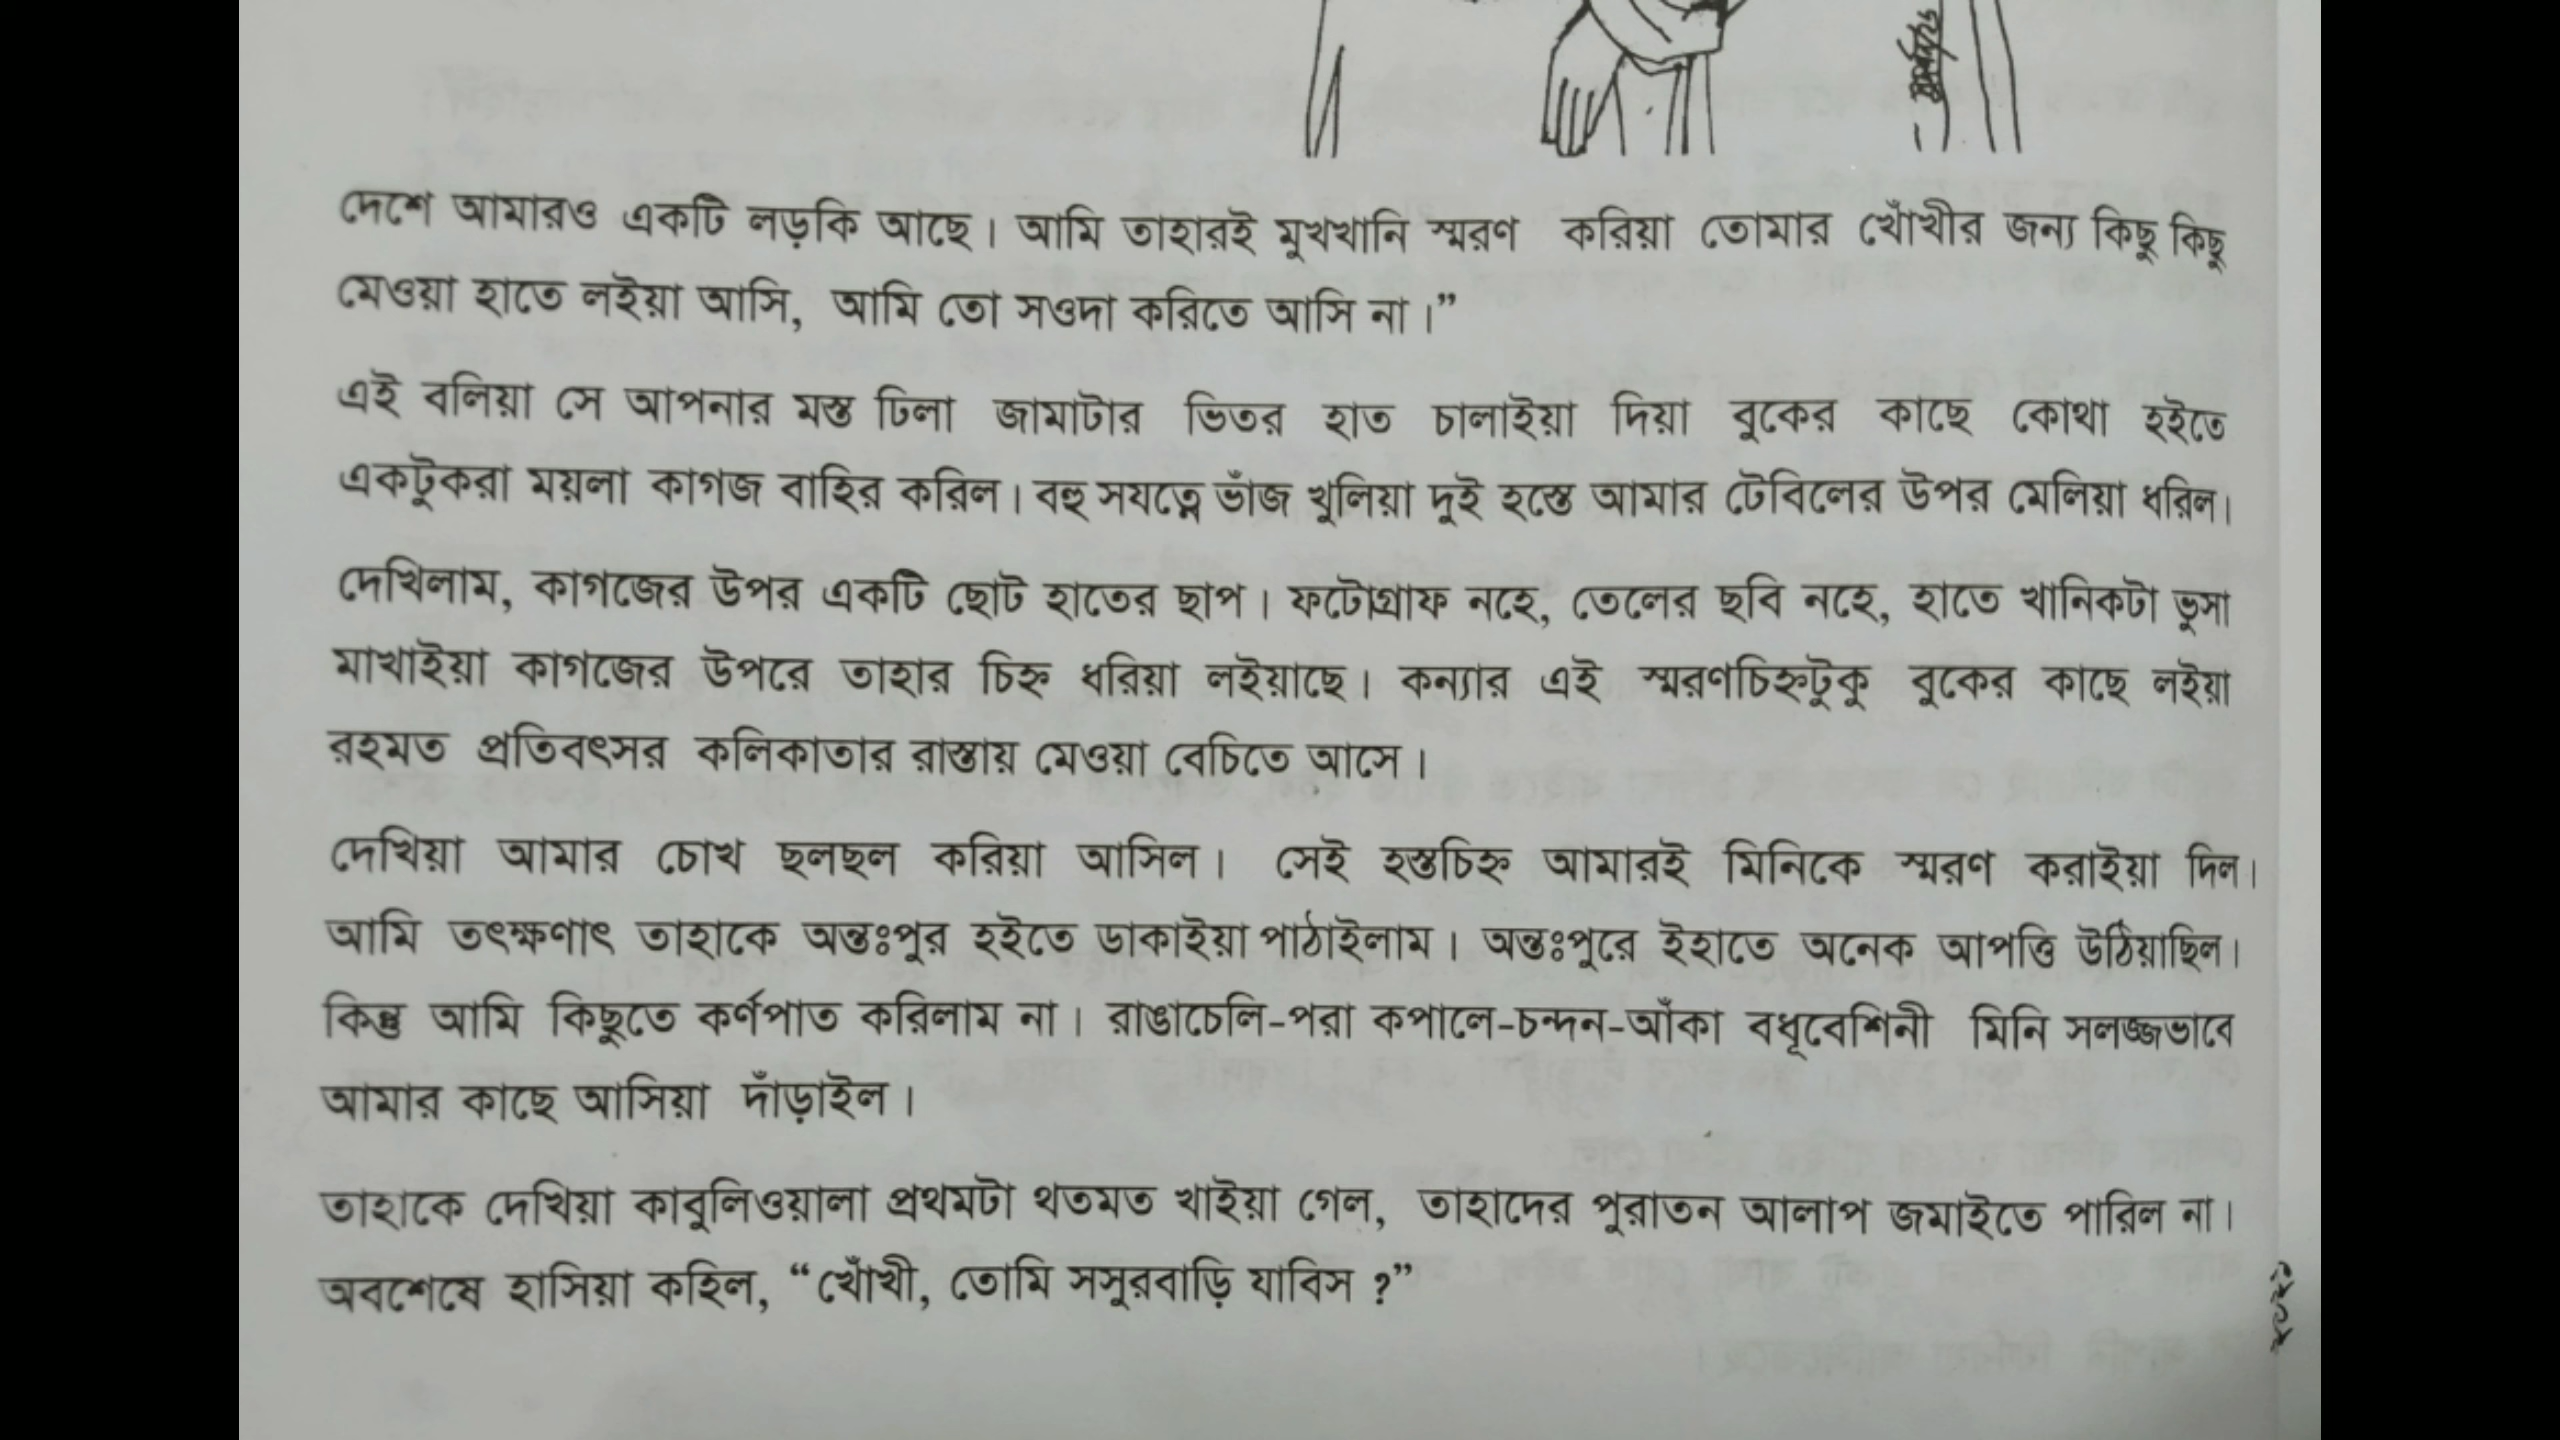 দেশে আমারও একটি লড়কি আছে। আমি তাহারই মুখখানি স্মরণ করিয়া তোমার খোঁখীর জন্য কিছু কিছু
মেওয়া হাতে লইয়া আসি, আমি তো সওদা করিতে আসি না।”
এই বলিয়া সে আপনার মস্ত ঢিলা জামাটার ভিতর হাত চালাইয়া দিয়া বুকের কাছে কোথা হইতে
একটুকরা ময়লা কাগজ বাহির করিল। বহু সযত্নে ভাঁজ খুলিয়া দুই হস্তে আমার টেবিলের উপর মেলিয়া ধরিল।
দেখিলাম, কাগজের উপর একটি ছোট হাতের ছাপ। ফটোগ্রাফ নহে, তেলের ছবি নহে, হাতে খানিকটা ভুসা
মাখাইয়া কাগজের উপরে তাহার চিহ্ন ধরিয়া লইয়াছে। কন্যার এই স্মরণচিহ্নটুকু বুকের কাছে লইয়া
রহমত প্রতিবৎসর কলিকাতার রাস্তায় মেওয়া বেচিতে আসে।
দেখিয়া আমার চোখ ছলছল করিয়া আসিল। সেই হস্তচিহ্ন আমারই মিনিকে স্মরণ করাইয়া দিল।
আমি তৎক্ষণাৎ তাহাকে অন্তঃপুর হইতে ডাকাইয়া পাঠাইলাম। অন্তঃপুরে ইহাতে অনেক আপত্তি উঠিয়াছিল।
কিন্তু আমি কিছুতে কর্ণপাত করিলাম না। রাঙাচেলি-পরা কপালে-চন্দন-আঁকা বধূবেশিনী মিনি সলজ্জভাবে
আমার কাছে আসিয়া দাঁড়াইল।
তাহাকে দেখিয়া কাবুলিওয়ালা প্রথমটা থতমত খাইয়া গেল, তাহাদের পুরাতন আলাপ জমাইতে পারিল না।
অবশেষে হাসিয়া কহিল, “খোঁখী, তোমি সসুরবাড়ি যাবিস ?”